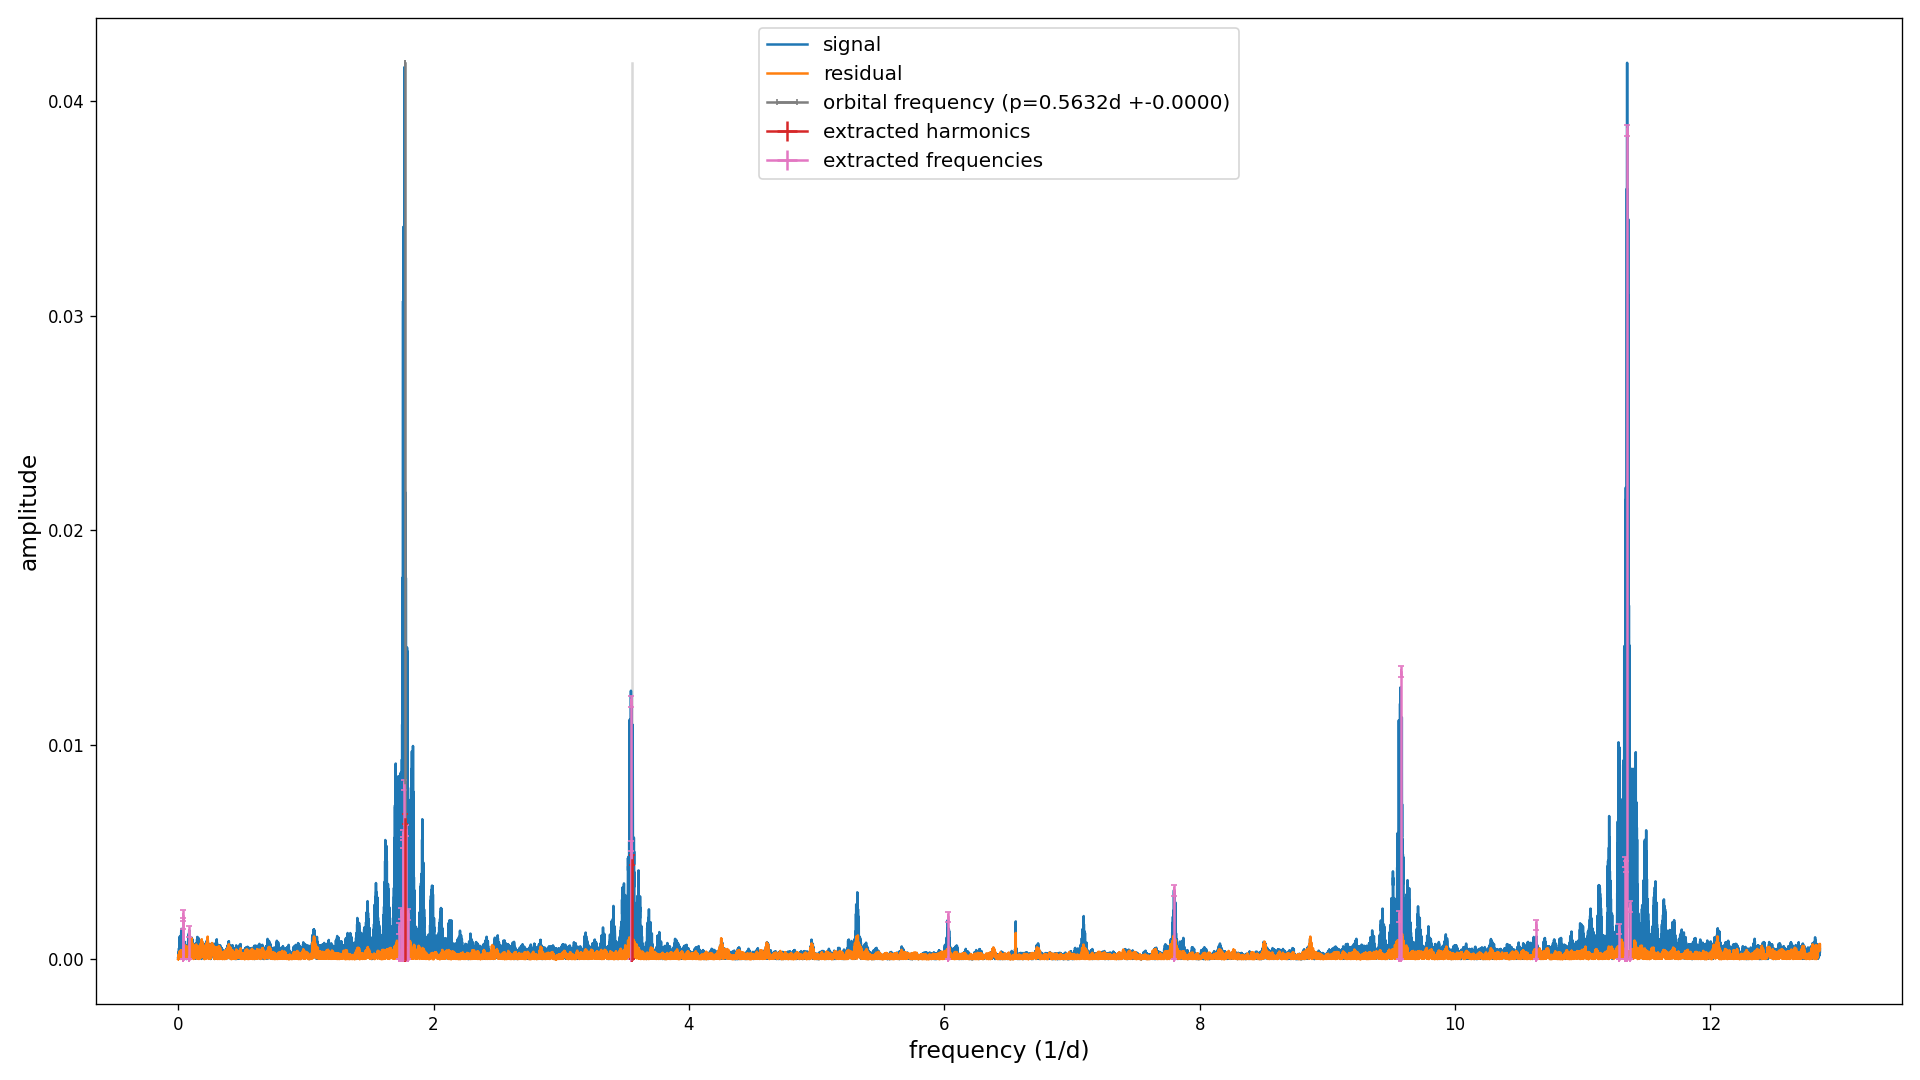 signal
residual
orbital frequency (p=0.5632d +-0.0000)
extracted harmonics
extracted frequencies
0.04
0.03
0.02
0.01
0.00
amplitude
0 2 4 6 8 10 12
frequency (1/d)